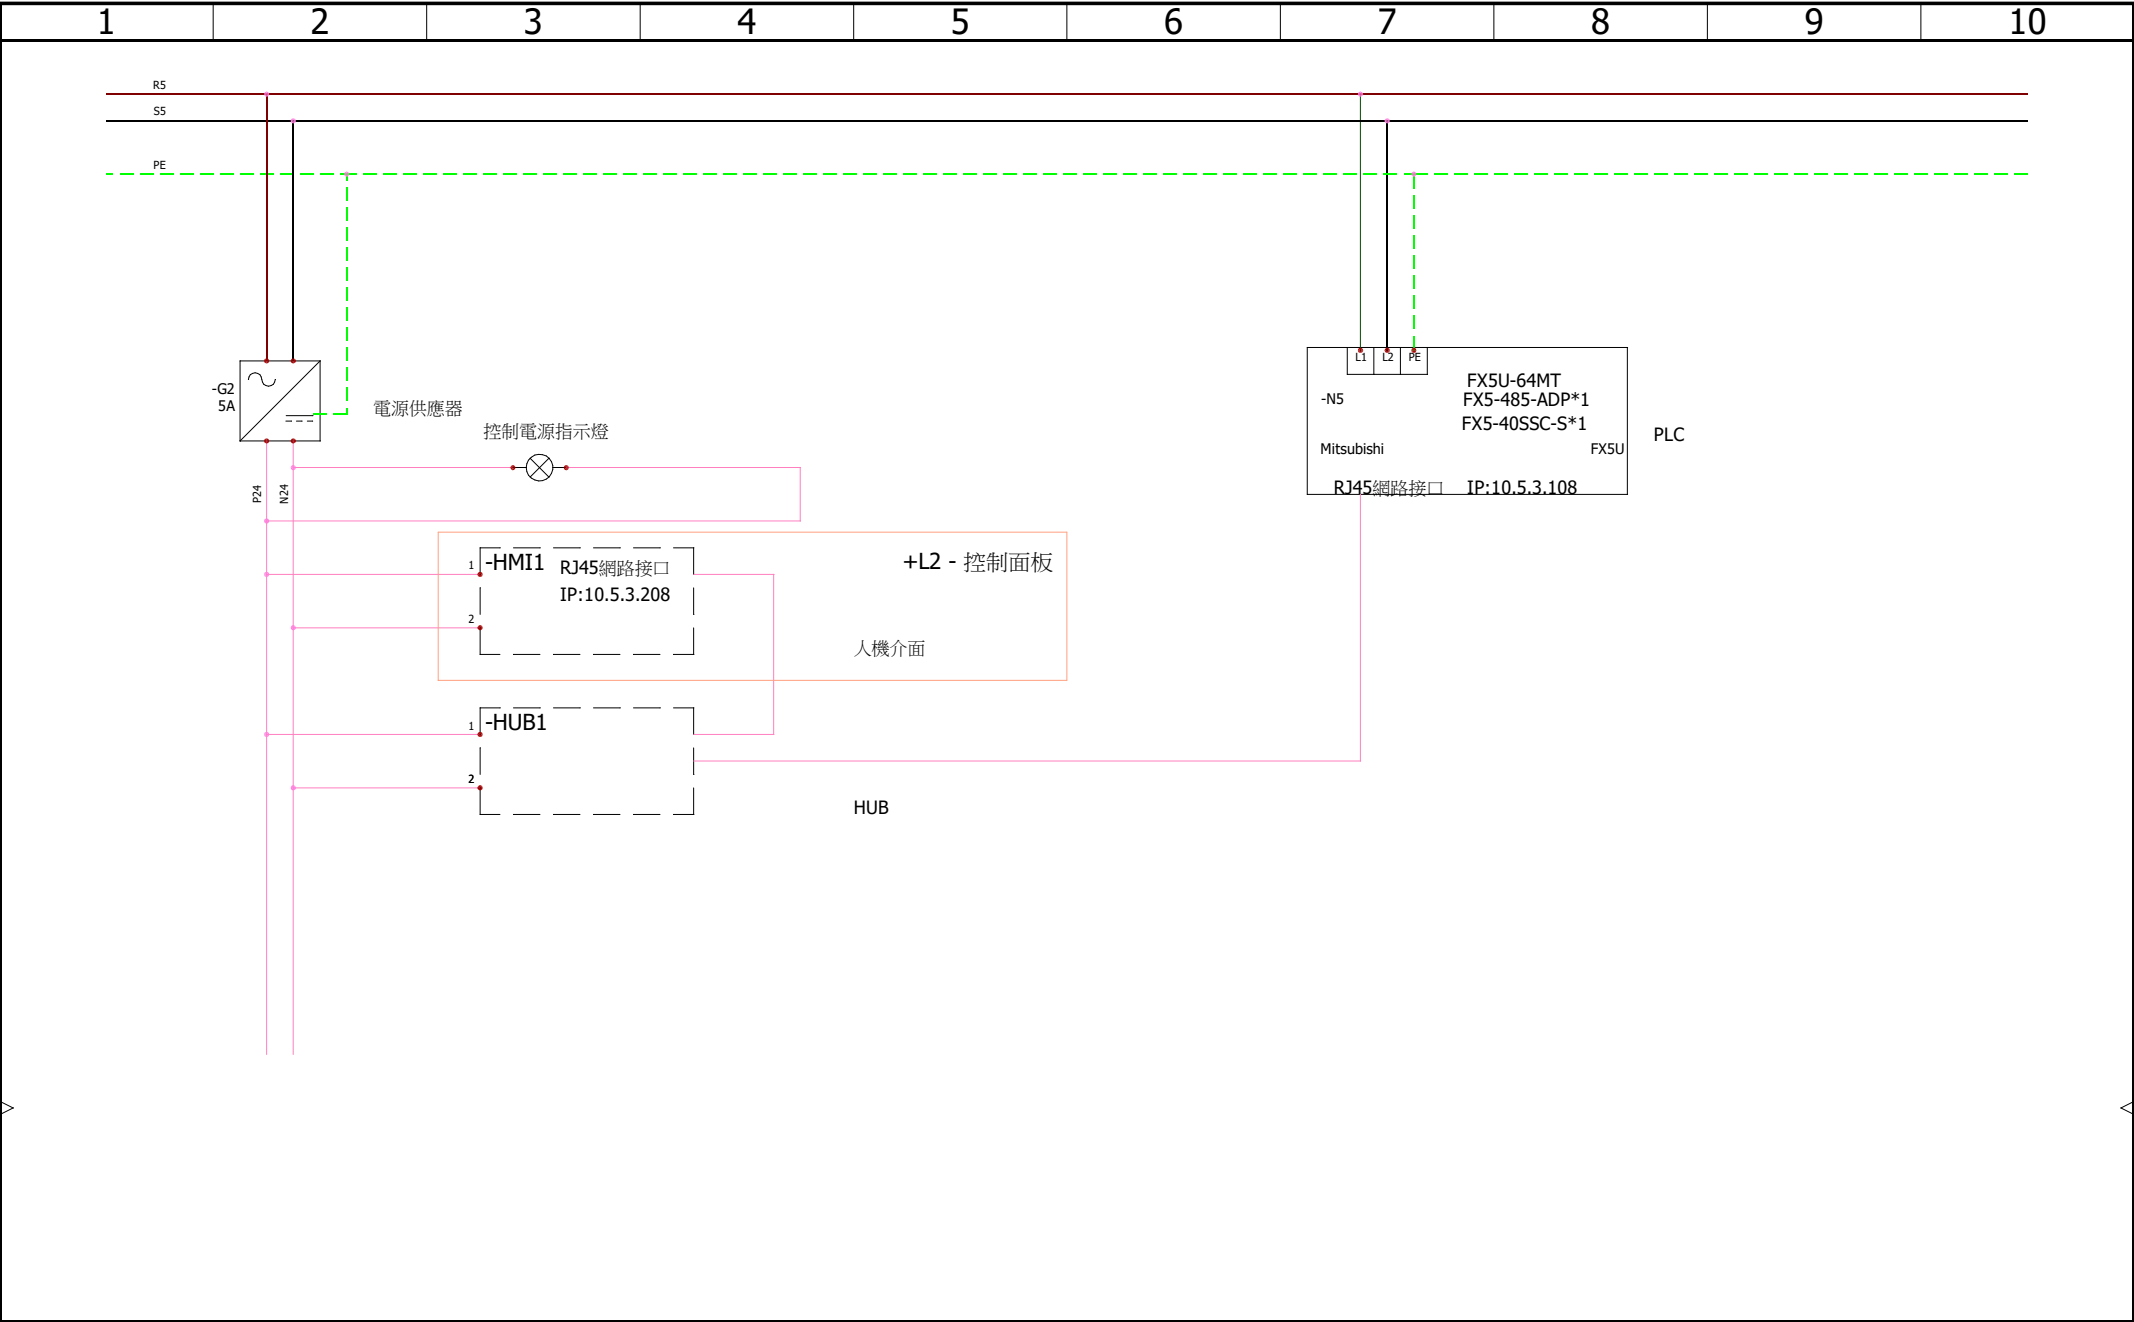 1 2 3 4 5 6 7 8 9 10
R5
S5
PE
L1 L2 PE
-G2
5A
電源供應器
控制電源指示燈
P24
N24
FX5U-64MT
-N5
FX5-485-ADP*1
FX5-40SSC-S*1
Mitsubishi
FX5U
PLC
RJ45網路接口 IP:10.5.3.108
1
-HMI1
RJ45網路接口
IP:10.5.3.208
2
+L2 - 控制面板
人機介面
1
-HUB1
2
HUB